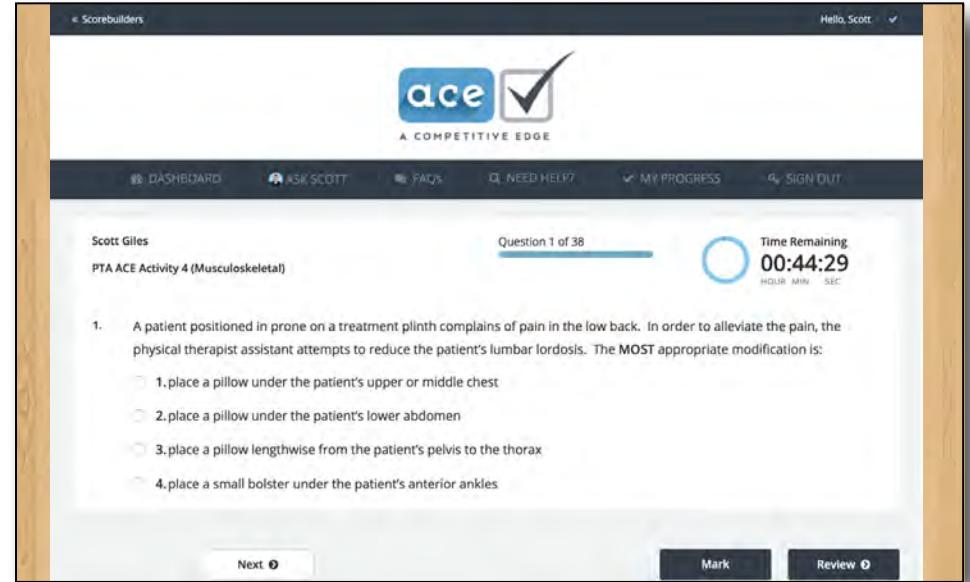 « Scorebuilders
Hello, Scott
ace
A COMPETITIVE EDGE
DASHBOARD
ASK SCOTT
FAQs
NEED HELP?
MY PROGRESS
SIGN OUT
Scott Giles
Question 1 of 38
Time Remaining
PTA ACE Activity 4 (Musculoskeletal)
00:44:29
HOUR MIN SEC
1. A patient positioned in prone on a treatment plinth complains of pain in the low back. In order to alleviate the pain, the
physical therapist assistant attempts to reduce the patient's lumbar lordosis. The MOST appropriate modification is:
1. place a pillow under the patient's upper or middle chest
2. place a pillow under the patient's lower abdomen
3. place a pillow lengthwise from the patient's pelvis to the thorax
4. place a small bolster under the patient's anterior ankles
Next
Mark
Review